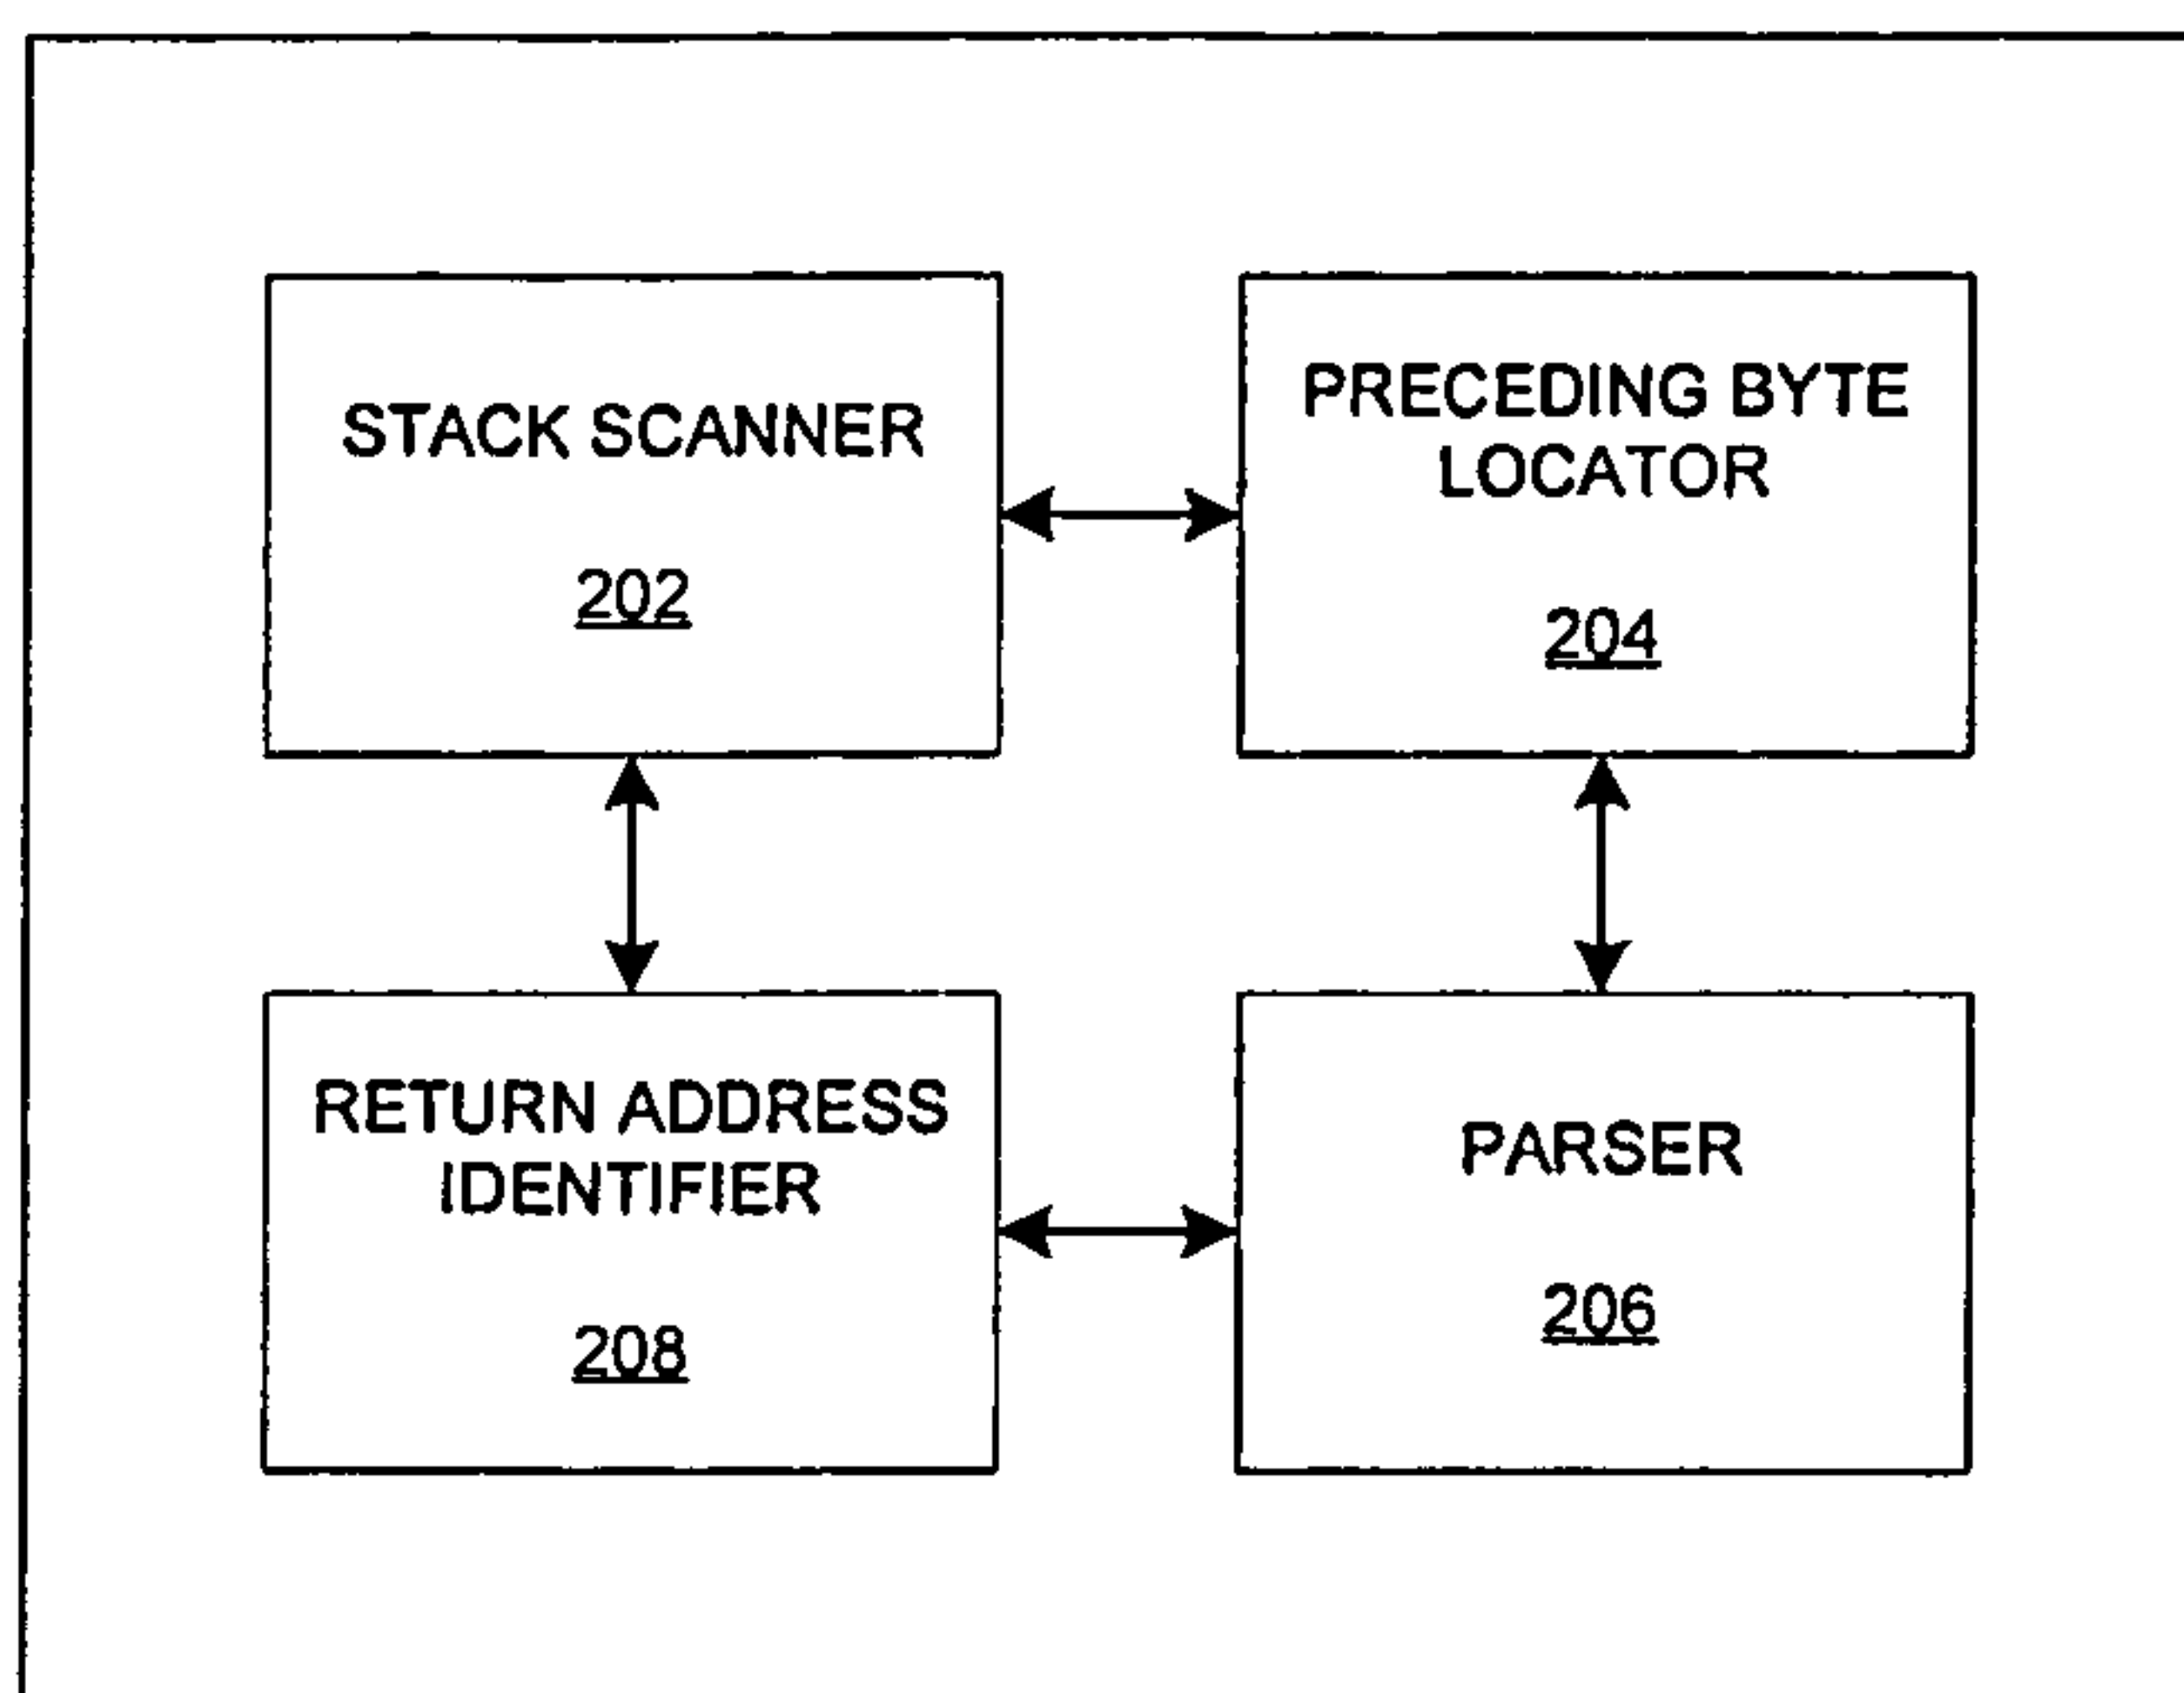 STACK SCANNER
202
PRECEDING BYTE
LOCATOR
204
RETURN ADDRESS
IDENTIFIER
208
PARSER
206